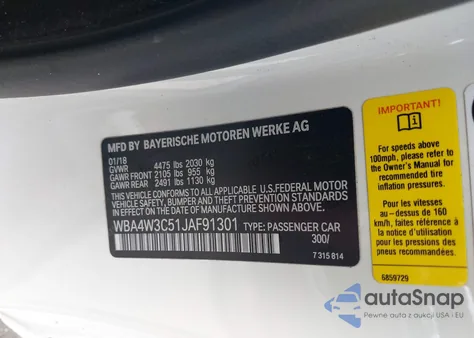 MFD BY BAYERISCHE MOTOREN WERKE AG
01/18
GVWR 4475 lbs 2030 kg
GAWR FRONT 2105 lbs 955 kg
GAWR REAR 2491 lbs 1130 kg
THIS VEHICLE CONFORMS TO ALL APPLICABLE U.S.FEDERAL MOTOR
VEHICLE SAFETY, BUMPER AND THEFT PREVENTION STANDARDS
IN EFFECT ON THE DATE OF MANUFACTURE SHOWN ABOVE.
WBA4W3C51JAF91301 TYPE: PASSENGER CAR
300/
7 315 814
IMPORTANT!
For speeds above
100mph, please refer to
the Owner's Manual for
recommended tire
inflation pressures.
Pour les vitesses
au-dessus de 160
km/h, faites référence à
la notice d'utilisation
pour les pressions des
pneus recommandées.
6859729
autoSnap
Pewne auta z aukcji USA i EU